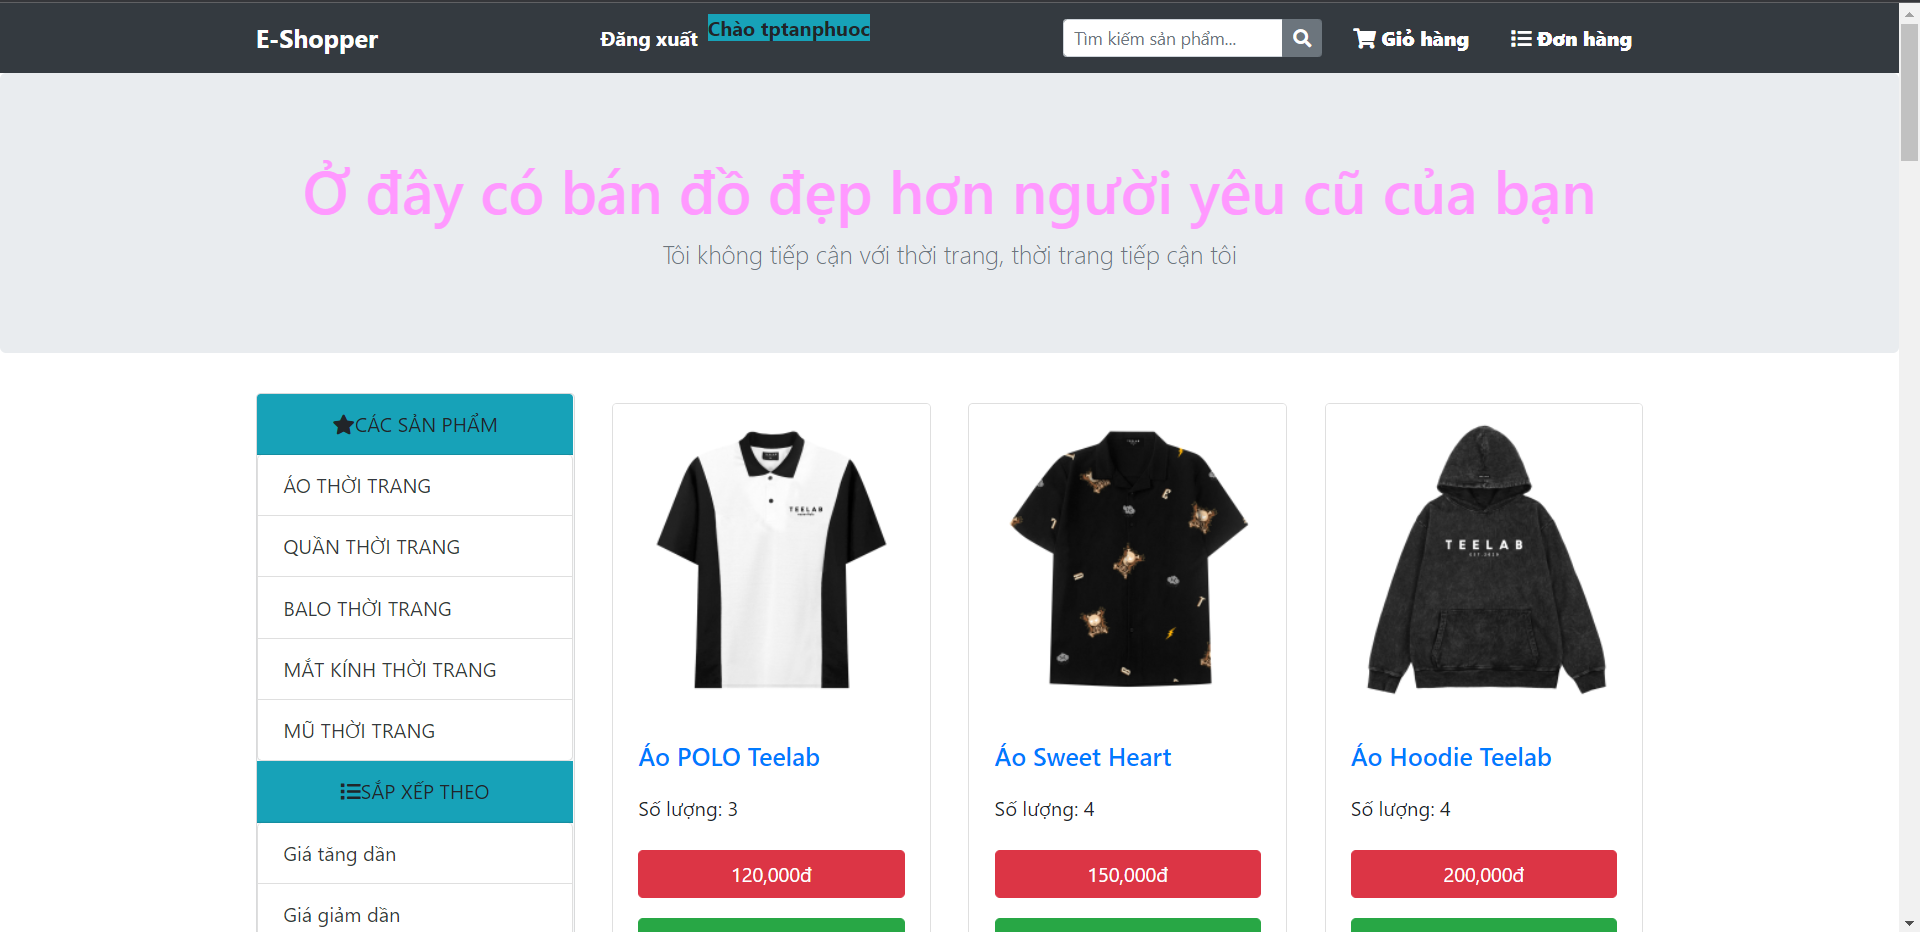 E-Shopper
Đăng xuất
Chào tptanphuoc
Tìm kiếm sản phẩm...
Giỏ hàng
Đơn hàng
Ở đây có bán đồ đẹp hơn người yêu cũ của bạn
Tôi không tiếp cận với thời trang, thời trang tiếp cận tôi
CÁC SẢN PHẨM
ÁO THỜI TRANG
QUẦN THỜI TRANG
BALO THỜI TRANG
MẮT KÍNH THỜI TRANG
MŨ THỜI TRANG
SẮP XẾP THEO
Giá tăng dần
Giá giảm dần
TEELAB
Áo POLO Teelab
Số lượng: 3
120,000đ
Áo Sweet Heart
Số lượng: 4
150,000đ
TEELAB
Áo Hoodie Teelab
Số lượng: 4
200,000đ